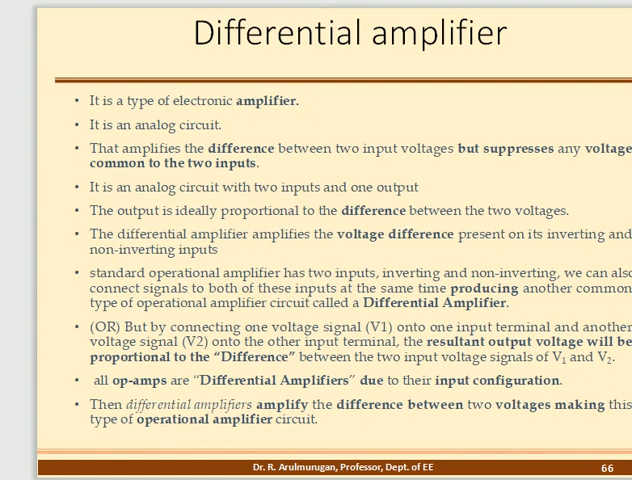 Differential amplifier
• It is a type of electronic amplifier.
• It is an analog circuit.
• That amplifies the difference between two input voltages but suppresses any voltage
common to the two inputs.
• It is an analog circuit with two inputs and one output
• The output is ideally proportional to the difference between the two voltages.
• The differential amplifier amplifies the voltage difference present on its inverting and
non-inverting inputs
• standard operational amplifier has two inputs, inverting and non-inverting, we can also
connect signals to both of these inputs at the same time producing another common
type of operational amplifier circuit called a Differential Amplifier.
• (OR) But by connecting one voltage signal (V1) onto one input terminal and another
voltage signal (V2) onto the other input terminal, the resultant output voltage will be
proportional to the “Difference” between the two input voltage signals of V₁ and V₂.
• all op-amps are “Differential Amplifiers” due to their input configuration.
• Then differential amplifiers amplify the difference between two voltages making this
type of operational amplifier circuit.
Dr. R. Arulmurugan, Professor, Dept. of EE 66